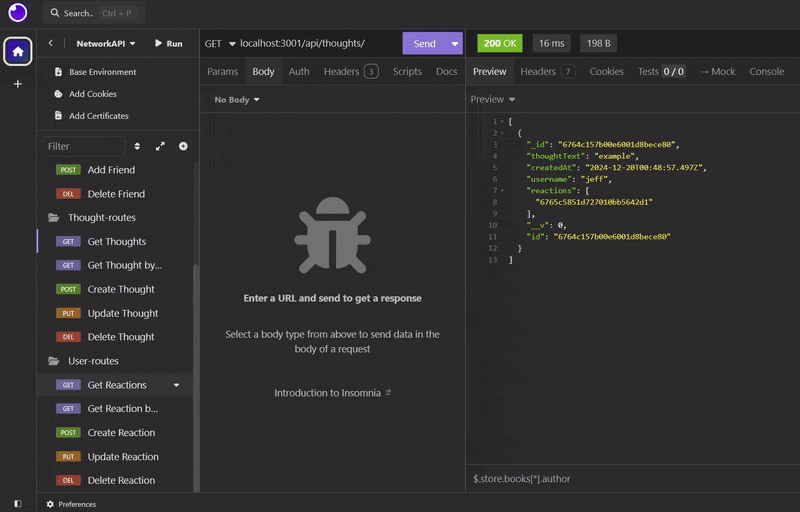 Search.. Ctrl + P
NetworkAPI Run
Base Environment
Add Cookies
Add Certificates
Filter
POST Add Friend
DEL Delete Friend
Thought-routes
GET Get Thoughts
GET Get Thought by...
POST Create Thought
PUT Update Thought
DEL Delete Thought
User-routes
GET Get Reactions
GET Get Reaction b...
POST Create Reaction
PUT Update Reaction
DEL Delete Reaction
Preferences
GET localhost:3001/api/thoughts/ Send
Params Body Auth Headers 3 Scripts Docs
No Body
Enter a URL and send to get a response
Select a body type from above to send data in the
body of a request
Introduction to Insomnia
200 OK 16 ms 198 B
Preview Headers 7 Cookies Tests 0 / 0 → Mock Console
Preview
1 [
2 {
3 "_id": "6764c157b00e6001d8bece80",
4 "thoughtText": "example",
5 "createdAt": "2024-12-20T00:48:57.497Z",
6 "username": "jeff",
7 "reactions": [
8 "6765c5851d727010bb5642d1"
9 ],
10 "__v": 0,
11 "id": "6764c157b00e6001d8bece80"
12 }
13 ]
$.store.books[*].author